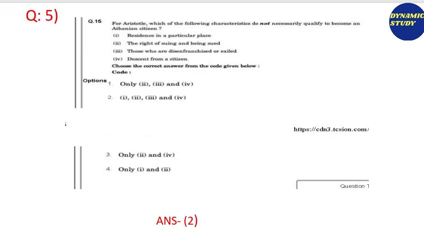 Q: 5)
DYNAMIC
STUDY
Q.15 For Aristotle, which of the following characteristics do not necessarily qualify to become an
Athenian citizen ?
(i) Residence in a particular place
(ii) The right of suing and being sued
(iii) Those who are disenfranchised or exiled
(iv) Descent from a citizen
Choose the correct answer from the code given below :
Code :
Options 1. Only (ii), (iii) and (iv)
2. (i), (ii), (iii) and (iv)
https://cdn3.tcsion.com/
3. Only (ii) and (iv)
4. Only (i) and (ii)
Question T
ANS- (2)